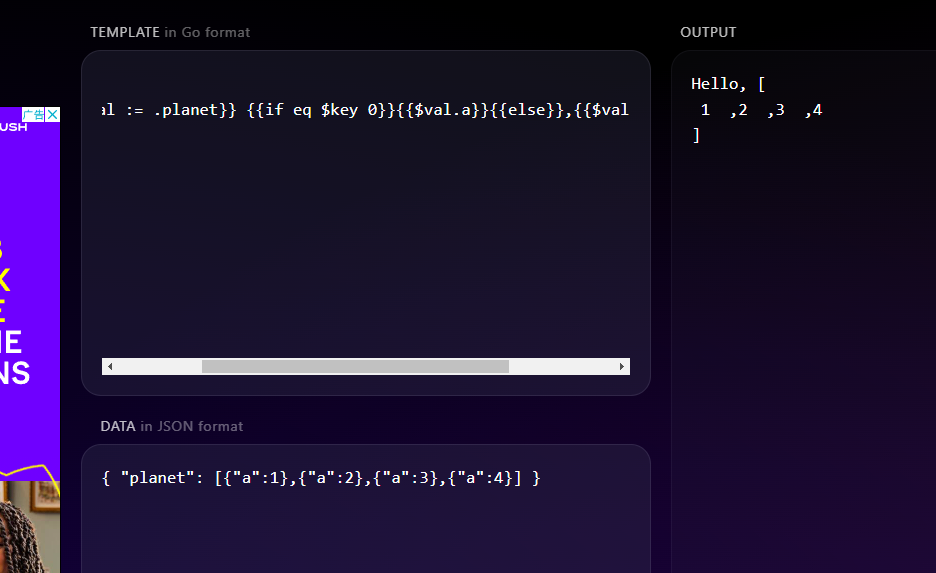 TEMPLATE in Go format
al := .planet}} {{if eq $key 0}}{{$val.a}}{{else}},{{$val
DATA in JSON format
{ "planet": [{"a":1},{"a":2},{"a":3},{"a":4}] }
OUTPUT
Hello, [
 1  ,2  ,3  ,4
]
广告
USH
K
E
NS